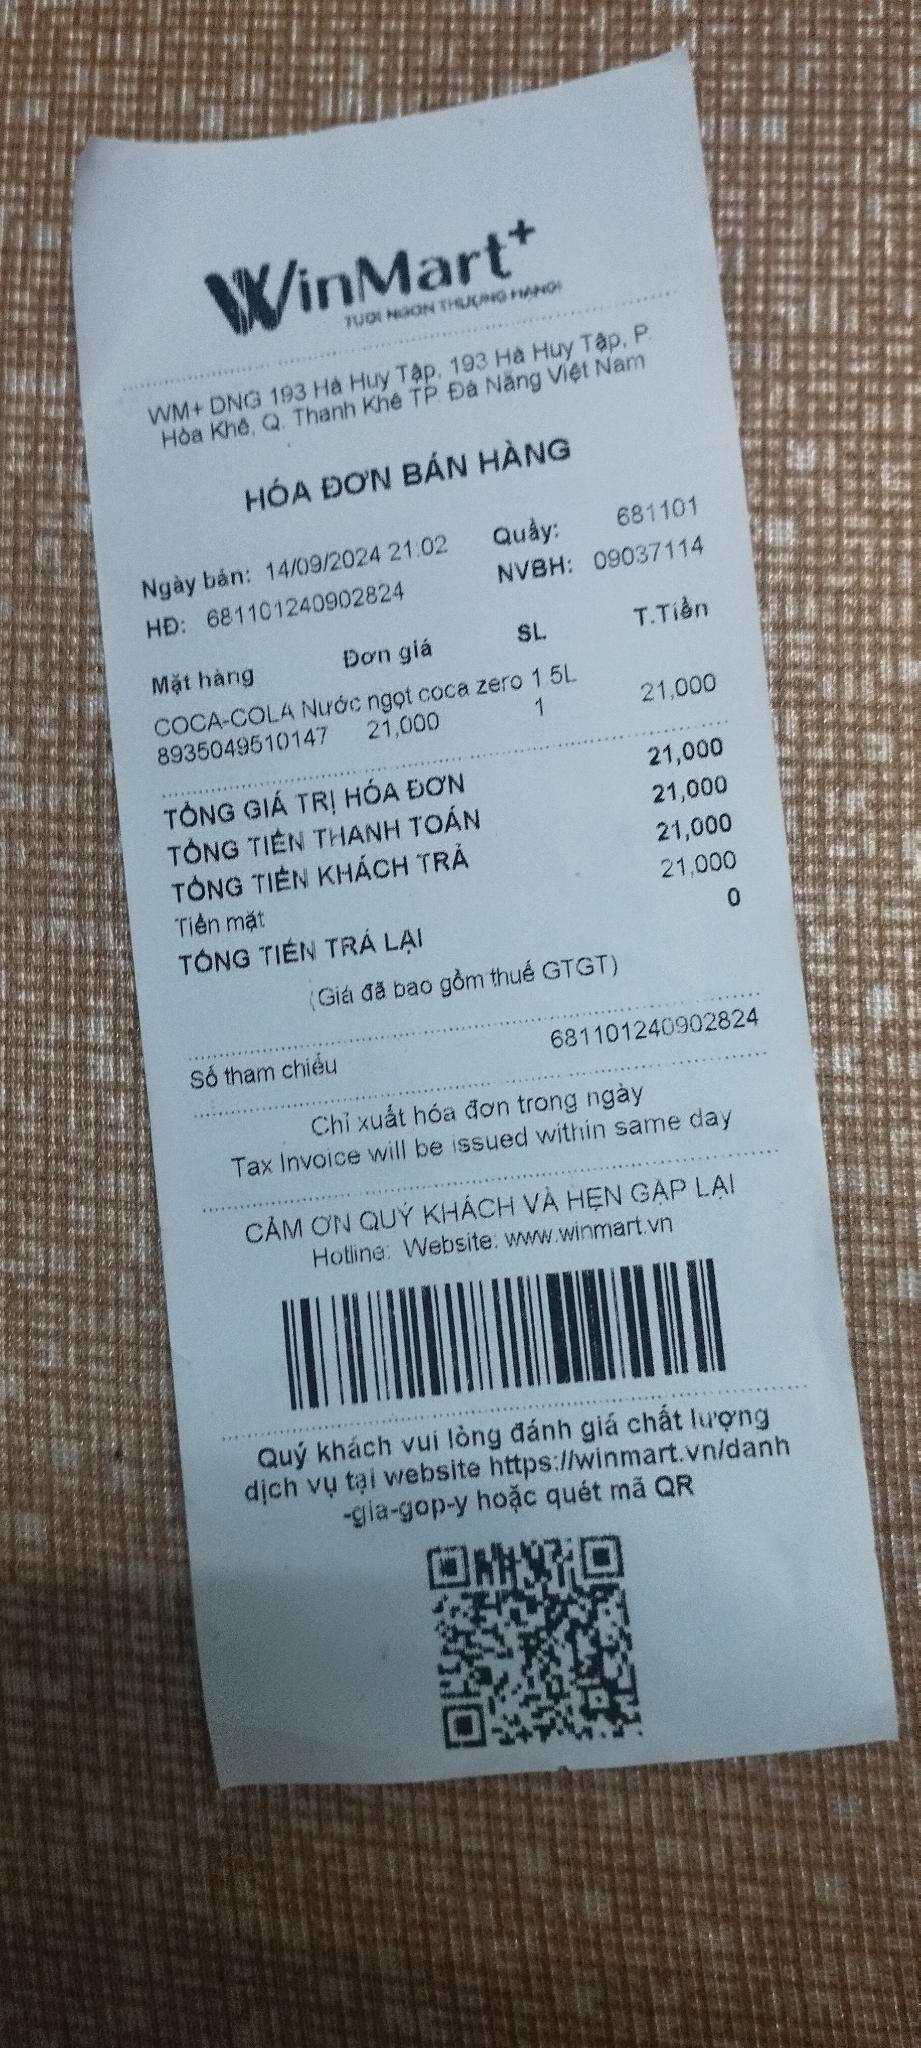 WinMart+
TƯƠI NGON THƯỢNG HẠNG!
WM+ DNG 193 Hà Huy Tập, 193 Hà Huy Tập, P.
Hòa Khê, Q. Thanh Khê TP. Đà Nẵng Việt Nam
HÓA ĐƠN BÁN HÀNG
Ngày bán: 14/09/2024 21:02 Quầy: 681101
HĐ: 681101240902824 NVBH: 09037114
Mặt hàng Đơn giá SL T.Tiền
COCA-COLA Nước ngọt coca zero 1.5L
8935049510147 21,000 1 21,000
TỔNG GIÁ TRỊ HÓA ĐƠN 21,000
TỔNG TIỀN THANH TOÁN 21,000
TỔNG TIỀN KHÁCH TRẢ 21,000
Tiền mặt 21,000
TỔNG TIỀN TRẢ LẠI 0
(Giá đã bao gồm thuế GTGT)
Số tham chiếu 681101240902824
Chỉ xuất hóa đơn trong ngày
Tax Invoice will be issued within same day
CẢM ƠN QUÝ KHÁCH VÀ HẸN GẶP LẠI
Hotline: Website: www.winmart.vn
Quý khách vui lòng đánh giá chất lượng
dịch vụ tại website https://winmart.vn/danh
-gia-gop-y hoặc quét mã QR